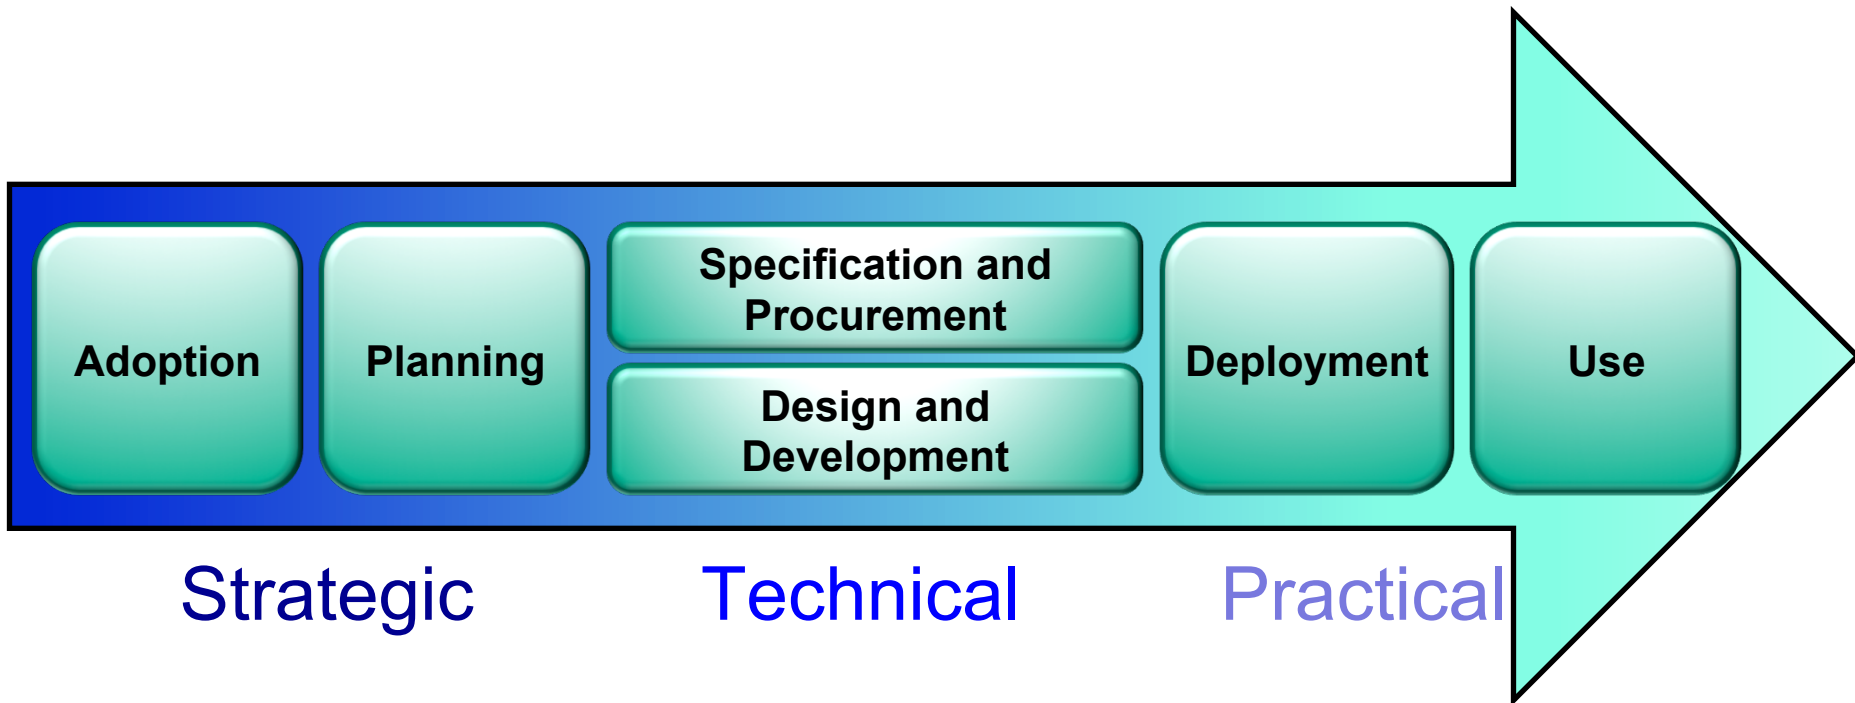 Adoption
Planning
Specification and
Procurement
Design and
Development
Deployment
Use
Strategic
Technical
Practical